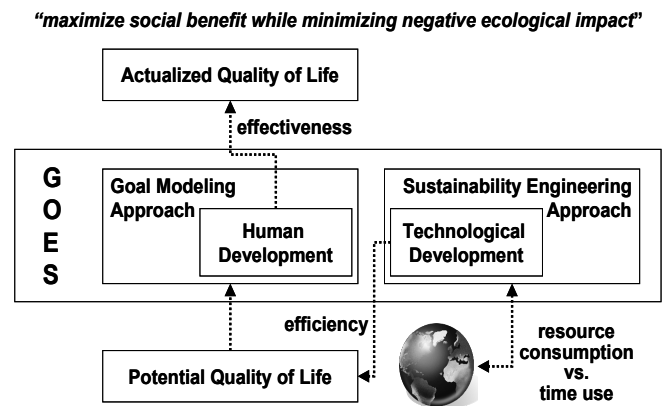 “maximize social benefit while minimizing negative ecological impact”
Actualized Quality of Life
effectiveness
G
O
E
S
Goal Modeling
Approach
Human
Development
Sustainability Engineering
Approach
Technological
Development
efficiency
Potential Quality of Life
resource
consumption
vs.
time use